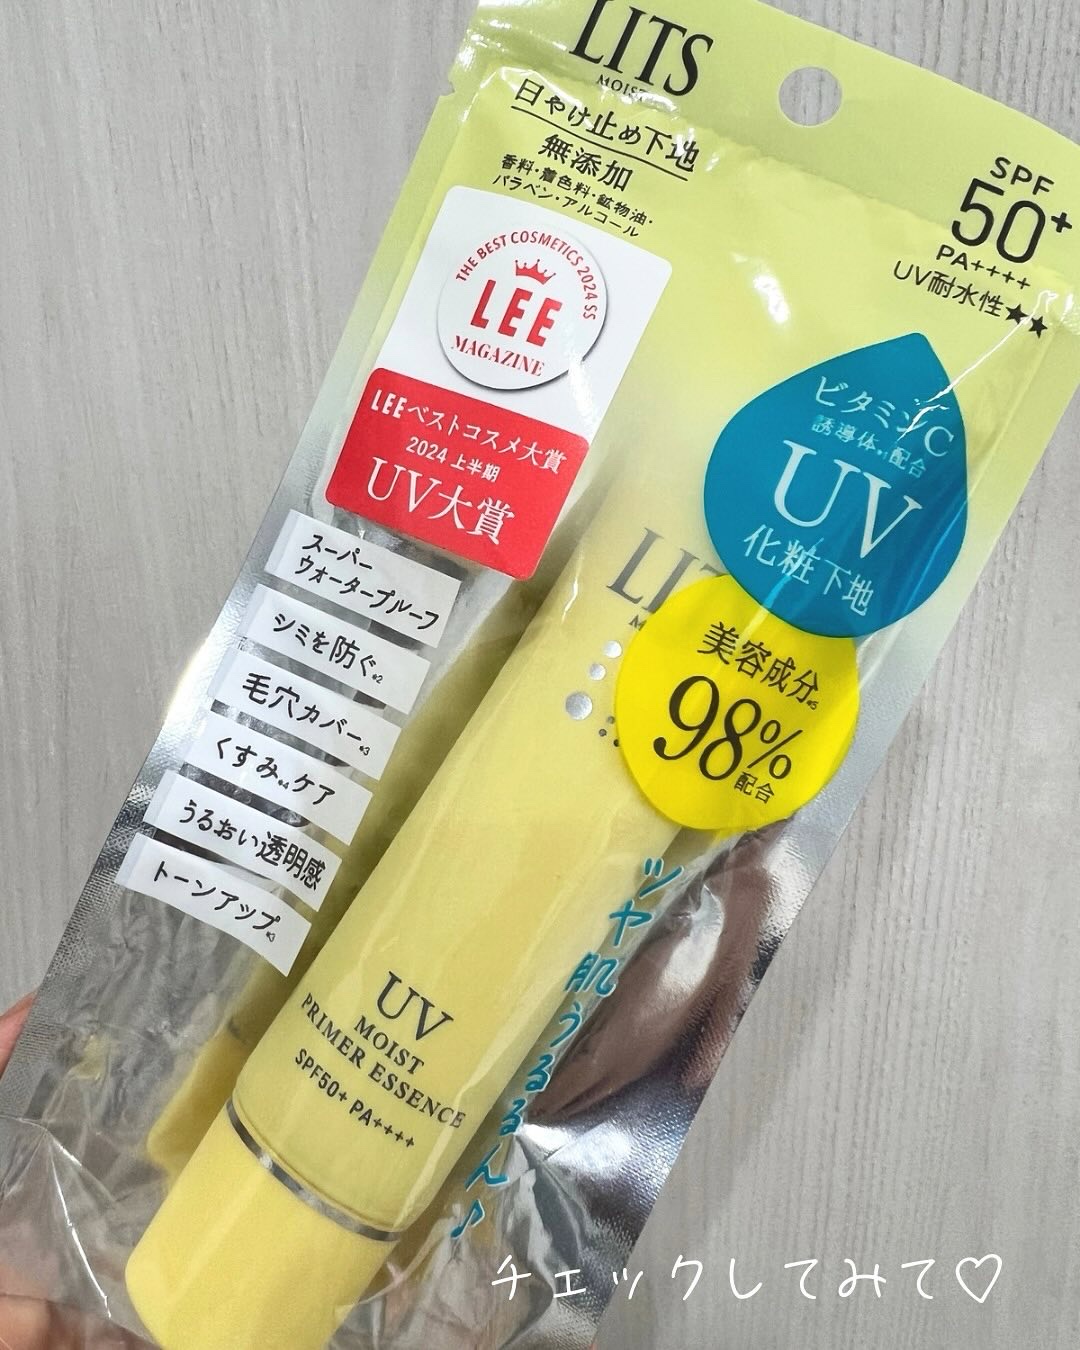 LITS
日やけ止め下地
無添加
香料・着色料・鉱物油・
パラベン・アルコール
SPF
50+
PA++++
UV耐水性★★
THE BEST COSMETICS 2024 SS
LEE
MAGAZINE
LEEベストコスメ大賞
2024 上半期
UV大賞
ビタミンC
誘導体※1配合
UV
化粧下地
美容成分※5
98%
配合
スーパー
ウォータープルーフ
シミを防ぐ※2
毛穴カバー※3
くすみ※4ケア
うるおい透明感
トーンアップ※3
ツヤ肌うるるん♪
UV
MOIST
PRIMER ESSENCE
SPF50+ PA++++
チェックしてみて♡